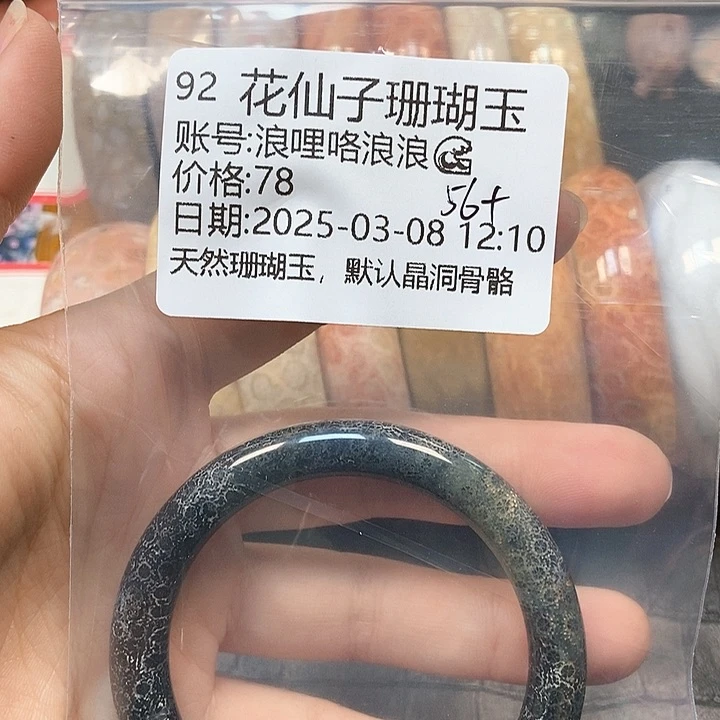 92 花仙子珊瑚玉
账号:浪哩咯浪浪🌊
价格:78
56+
日期:2025-03-08 12:10
天然珊瑚玉，默认晶洞骨骼